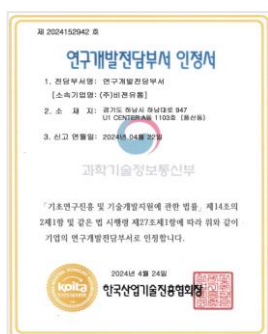 제 2024152942 호
연구개발전담부서 인정서
1. 전담부서명: 연구개발전담부서
[소속기업명: (주)비전유통]
2. 소 재 지: 경기도 하남시 하남대로 947
U1 CENTER A동 1103호 (풍산동)
3. 신고 연월일: 2024년 04월 22일
과학기술정보통신부
「기초연구진흥 및 기술개발지원에 관한 법률」 제14조의
2제1항 및 같은 법 시행령 제27조제1항에 따라 위와 같이
기업의 연구개발전담부서로 인정합니다.
2024년 4월 24일
koita
한국산업기술진흥협회장